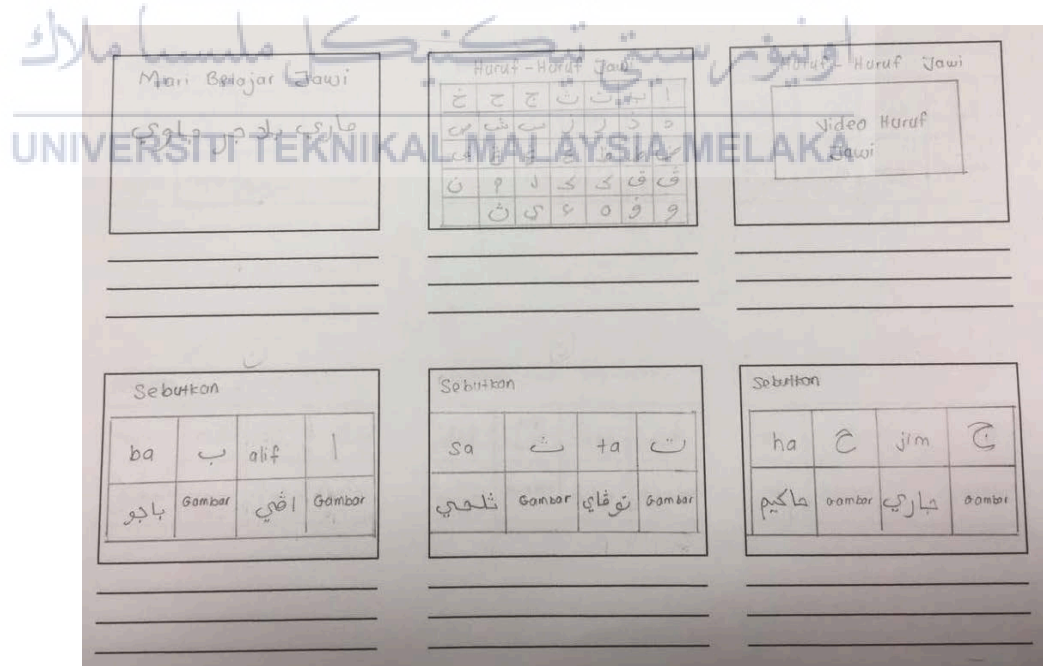 اونيۏرسيتي تيكنيكل مليسيا ملاك
UNIVERSITI TEKNIKAL MALAYSIA MELAKA
Mari Belajar Jawi
ماري بلاجر جاوي
Huruf-Huruf Jawi
ا ب ت ث ج ح خ
د ذ ر ز س ش ص
ڤ ق ک ݢ ل م ن
و ۏ ه ء ي ڽ
Huruf-Huruf Jawi
Video Huruf
Jawi
Sebutkan
ba ب alif ا
باجو Gambar اڤي Gambar
Sebutkan
sa ث ta ت
ثلجي Gambar توڤاي Gambar
Sebutkan
ha ح jim ج
حاكيم Gambar جاري Gambar